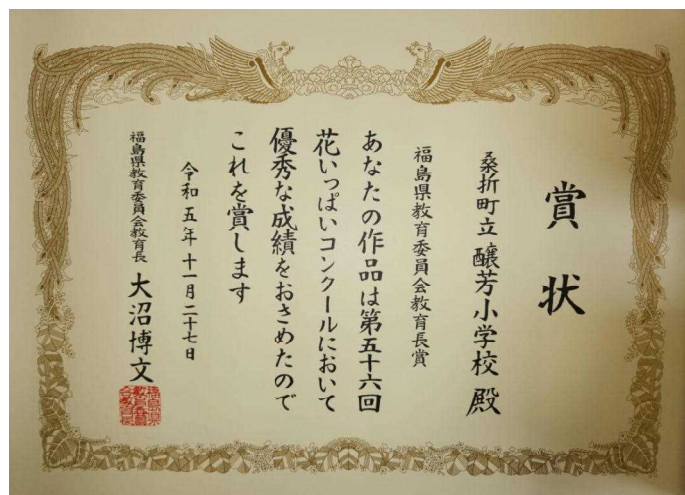 賞状
桑折町立醸芳小学校殿
福島県教育委員会教育長賞
あなたの作品は第五十六回
花いっぱいコンクールにおいて
優秀な成績をおさめたので
これを賞します
令和五年十一月二十七日
福島県教育委員会教育長 大沼博文